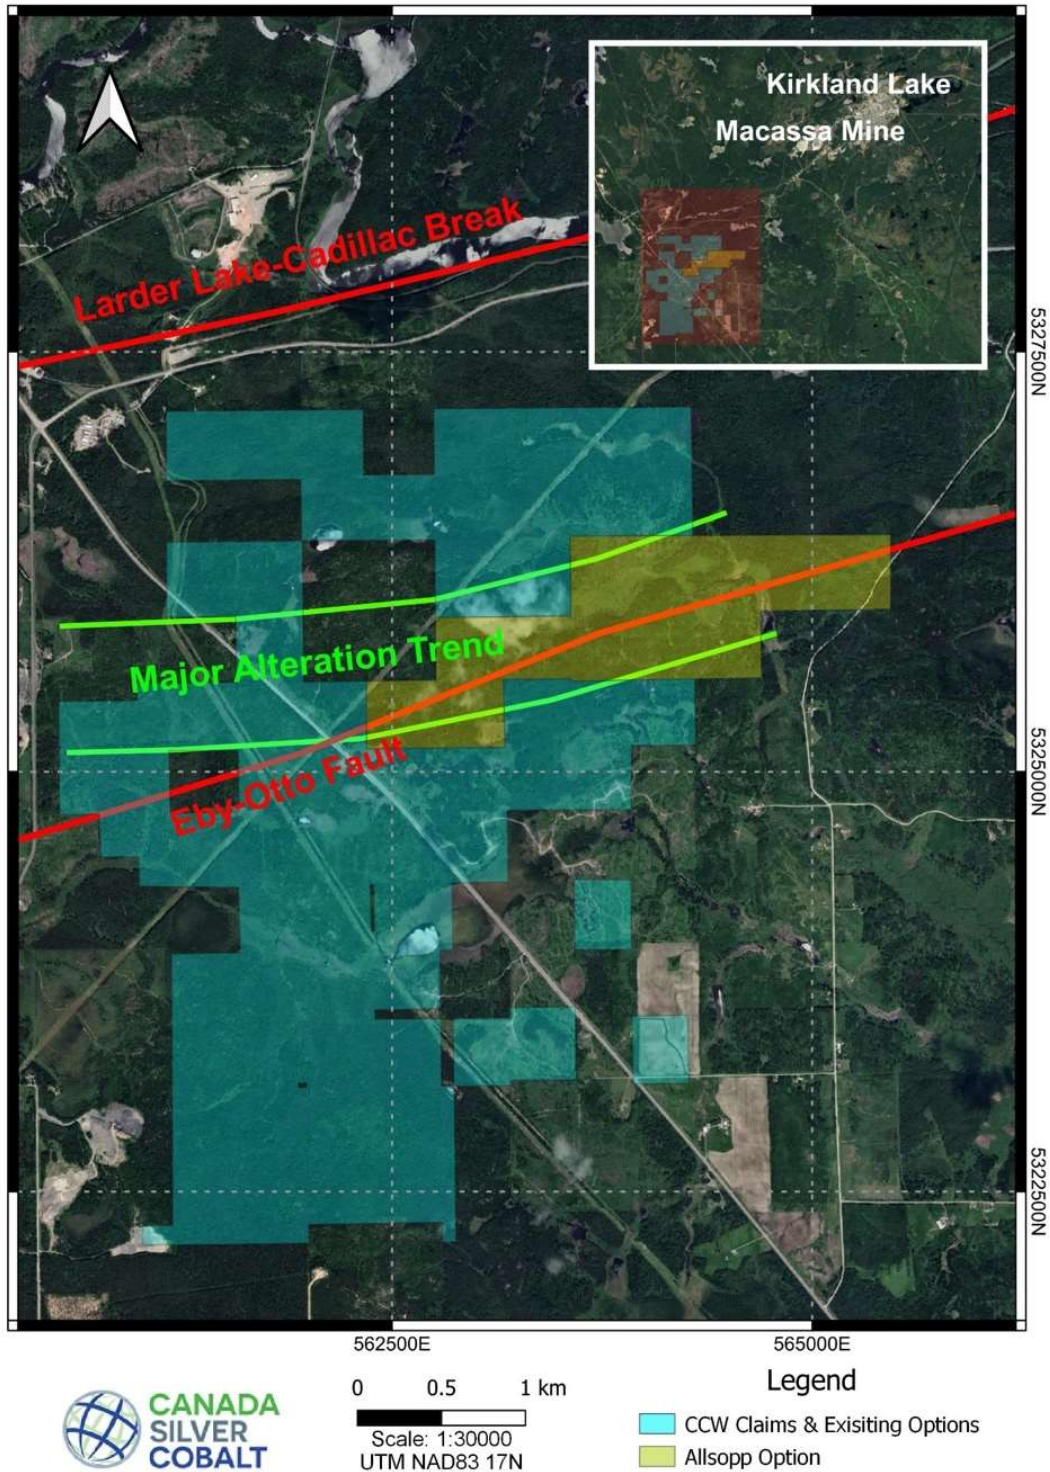 Kirkland Lake
Macassa Mine
Larder Lake-Cadillac Break
5327500N
Major Alteration Trend
Eby-Otto Fault
5325000N
5322500N
562500E
565000E
CANADA
SILVER
COBALT
0 0.5 1 km
Scale: 1:30000
UTM NAD83 17N
Legend
CCW Claims & Exisiting Options
Allsopp Option